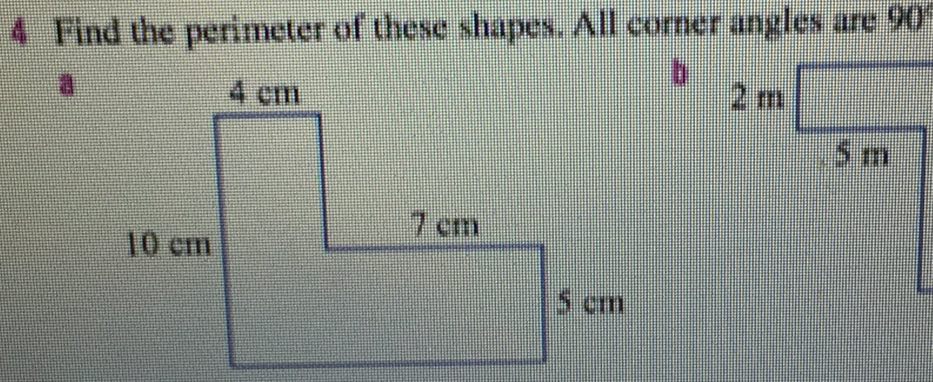 4 Find the perimeter of these shapes. All corner angles are 90°
a
b
4 cm
2 m
5 m
7 cm
10 cm
5 cm